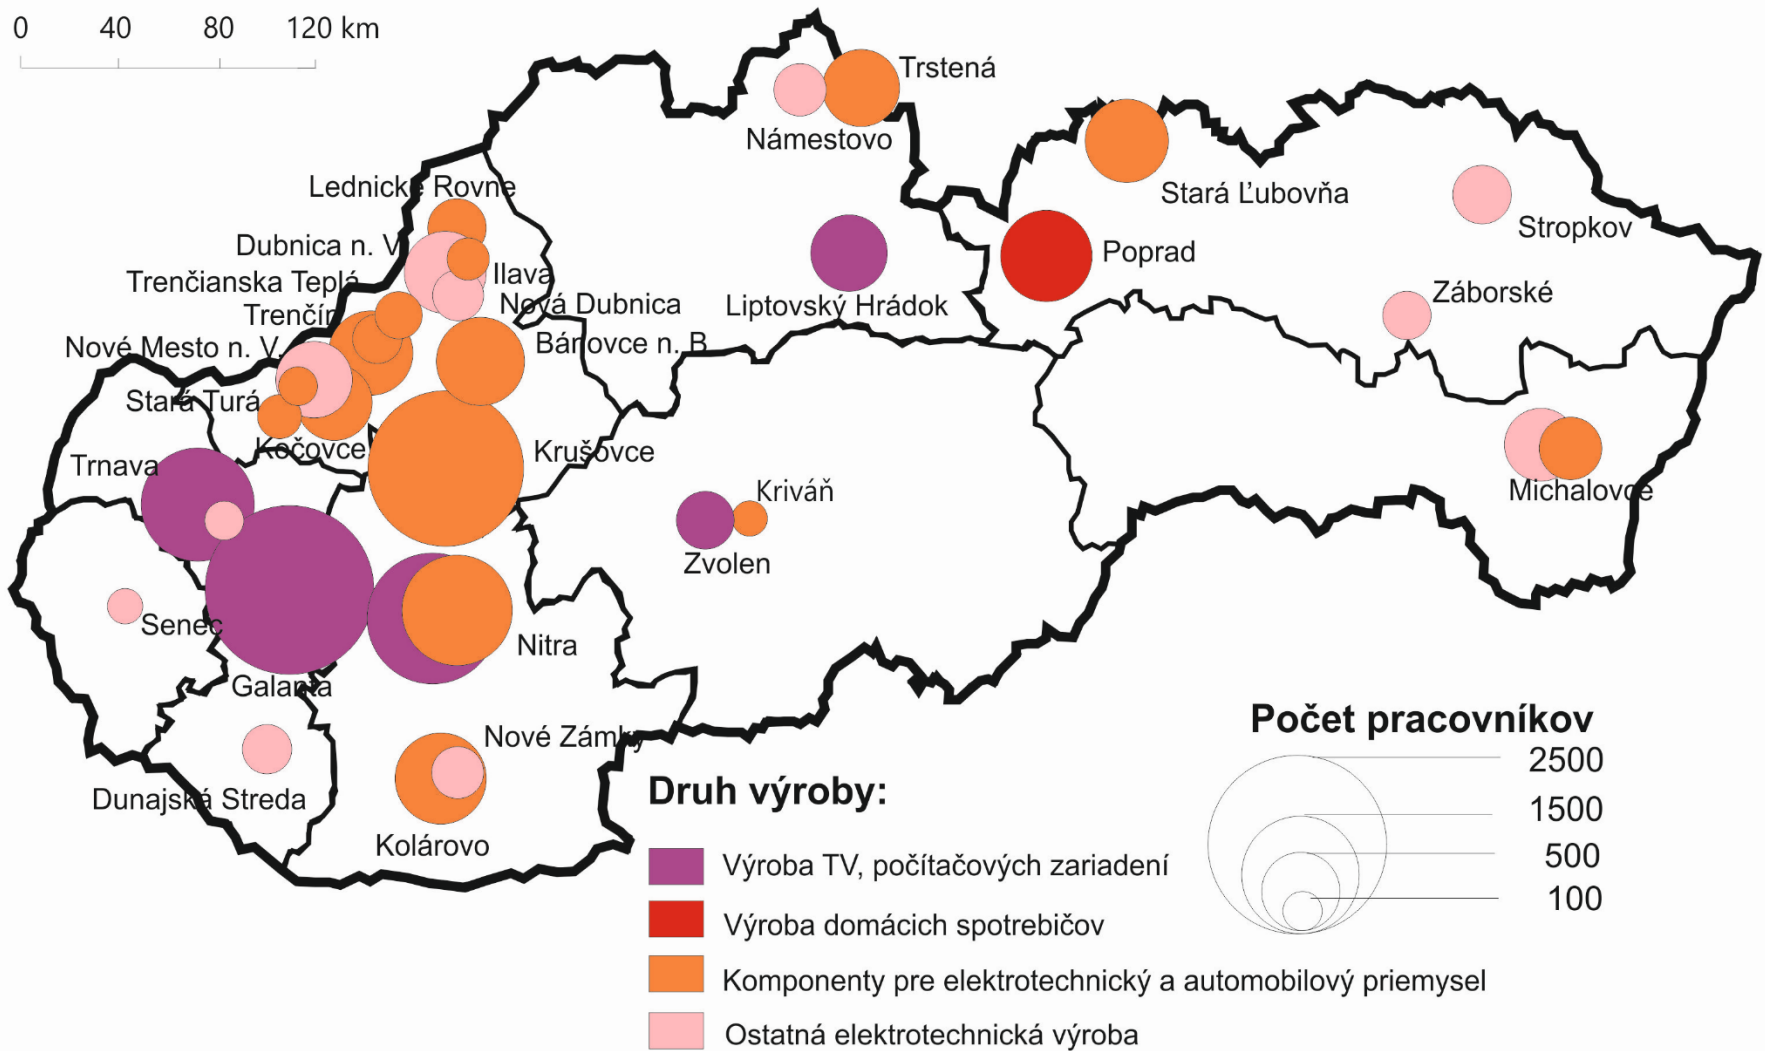 0 40 80 120 km
Trstená
Námestovo
Lednické Rovne
Stará Ľubovňa
Stropkov
Dubnica n. V
Ilava
Poprad
Trenčianska Teplá
Nová Dubnica
Liptovský Hrádok
Záborské
Trenčín
Nové Mesto n. V.
Bánovce n. B
Stará Turá
Kočovce
Krušovce
Trnava
Kriváň
Michalovce
Zvolen
Senec
Nitra
Galanta
Nové Zámky
Dunajská Streda
Kolárovo
Počet pracovníkov
2500
1500
500
100
Druh výroby:
Výroba TV, počítačových zariadení
Výroba domácich spotrebičov
Komponenty pre elektrotechnický a automobilový priemysel
Ostatná elektrotechnická výroba